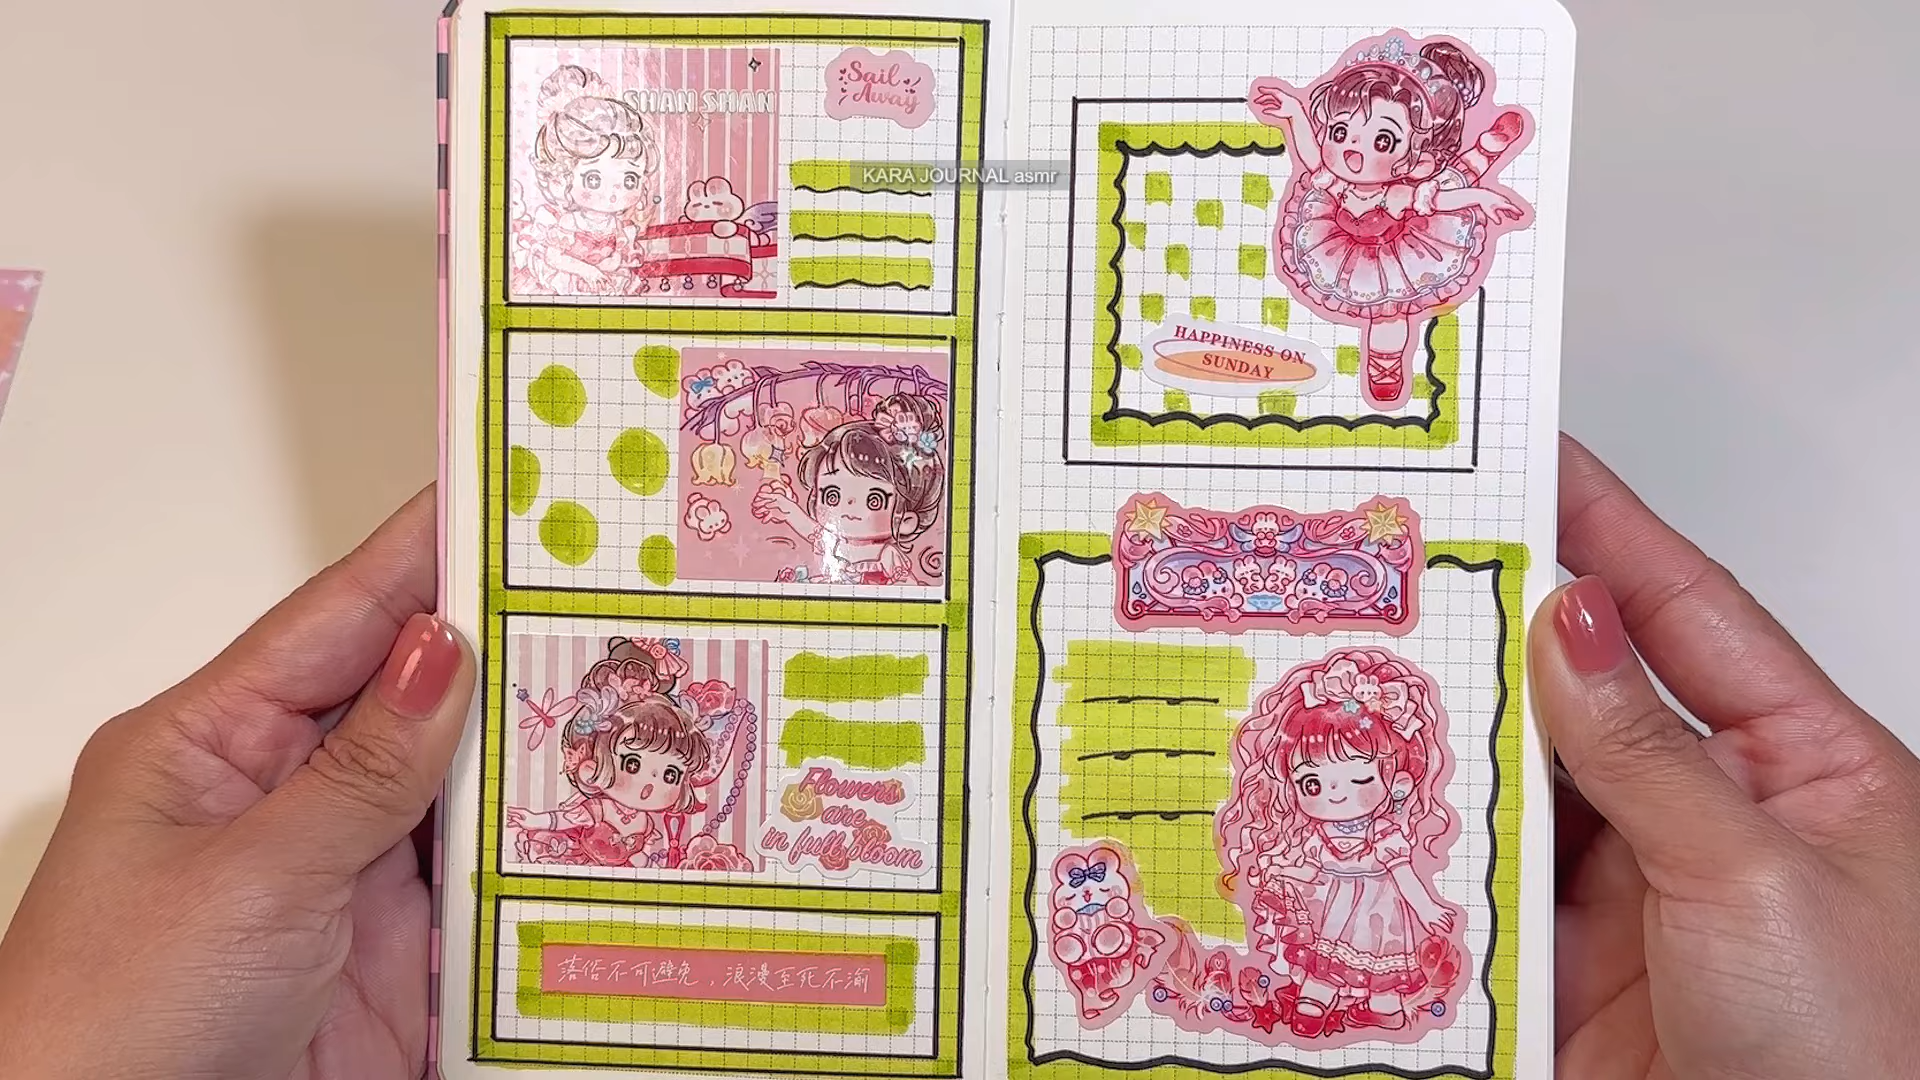 SHAN SHAN
Sail
Away
KARA JOURNAL asmr
HAPPINESS ON
SUNDAY
Flowers
are
in full bloom
落俗不可避免，浪漫至死不渝